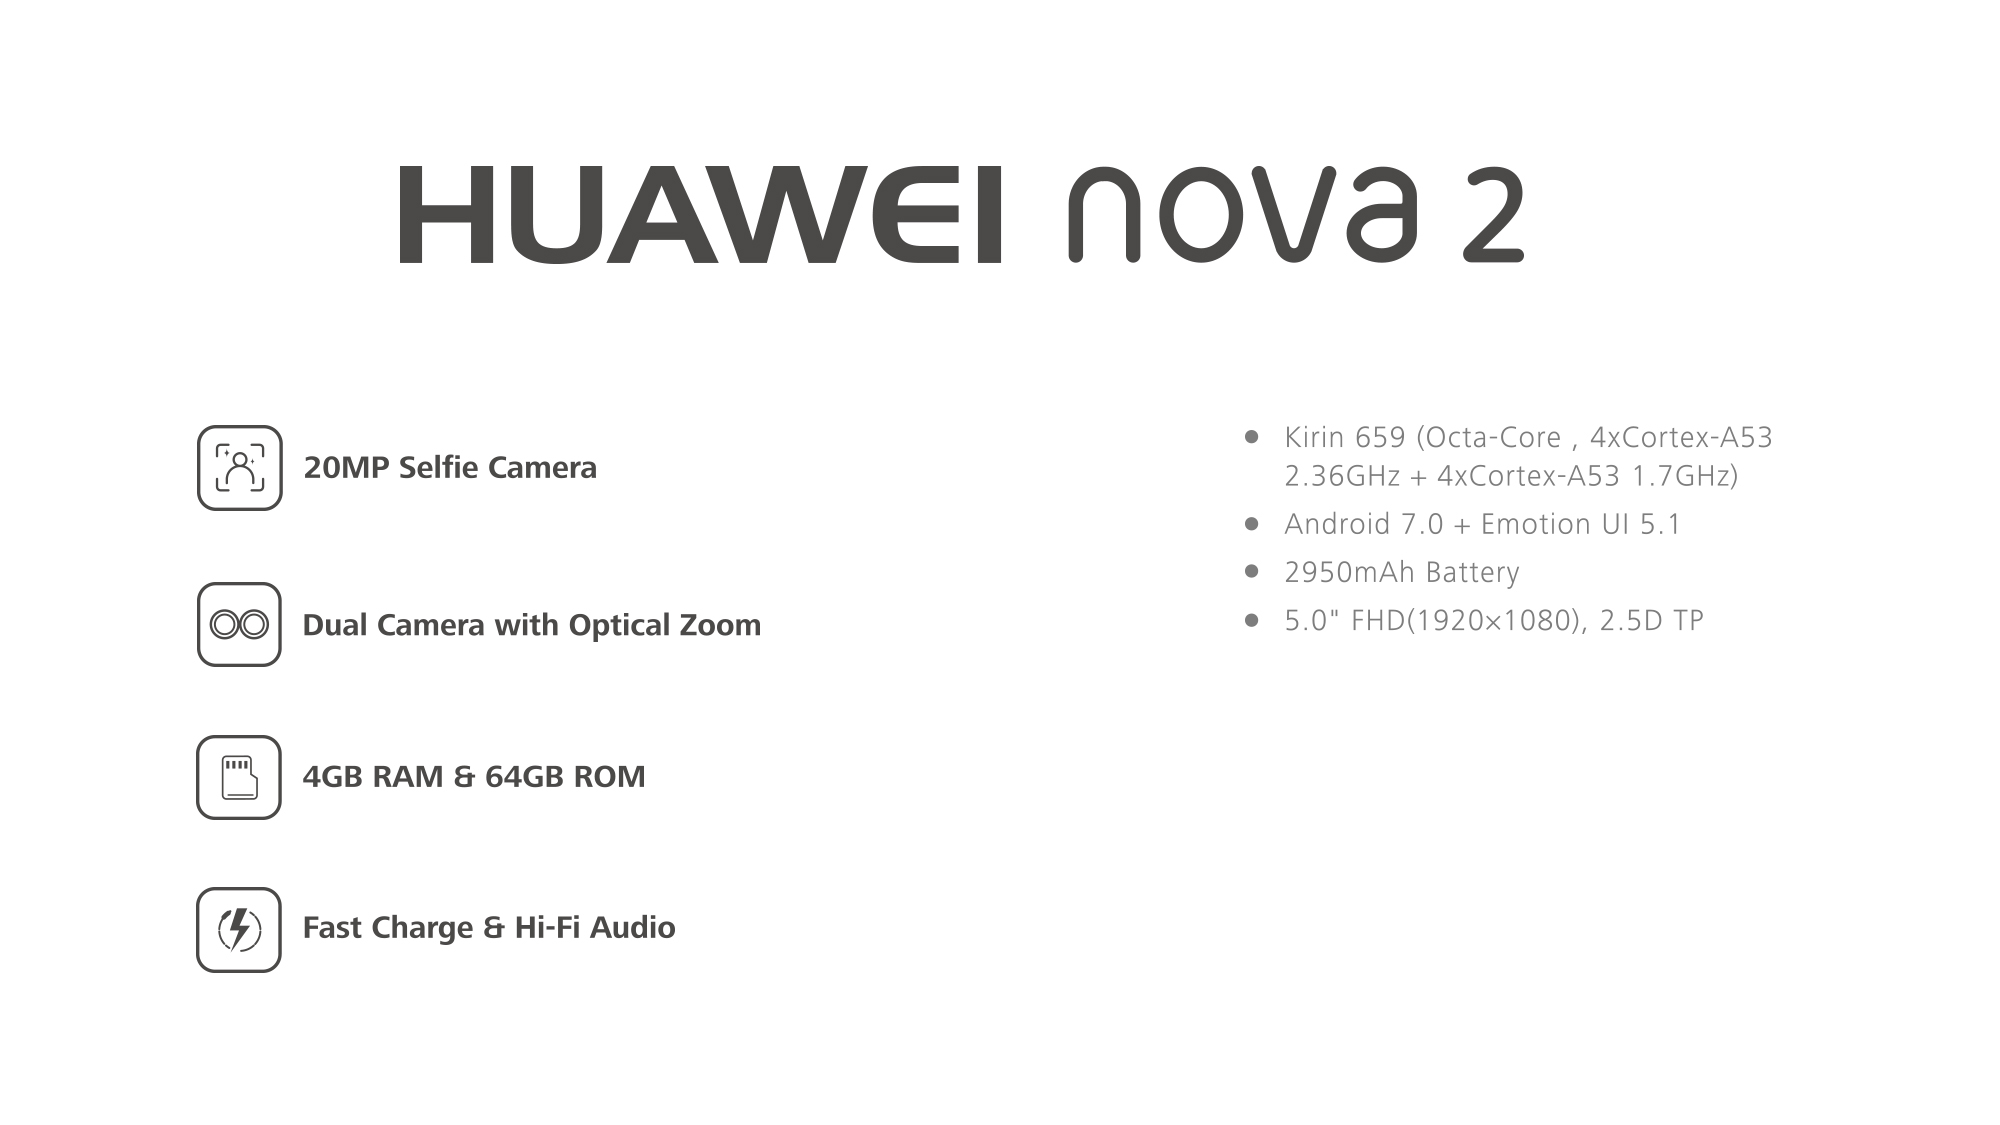 HUAWEI nova 2
20MP Selfie Camera
Dual Camera with Optical Zoom
4GB RAM & 64GB ROM
Fast Charge & Hi-Fi Audio
● Kirin 659 (Octa-Core , 4xCortex-A53
2.36GHz + 4xCortex-A53 1.7GHz)
● Android 7.0 + Emotion UI 5.1
● 2950mAh Battery
● 5.0" FHD(1920×1080), 2.5D TP